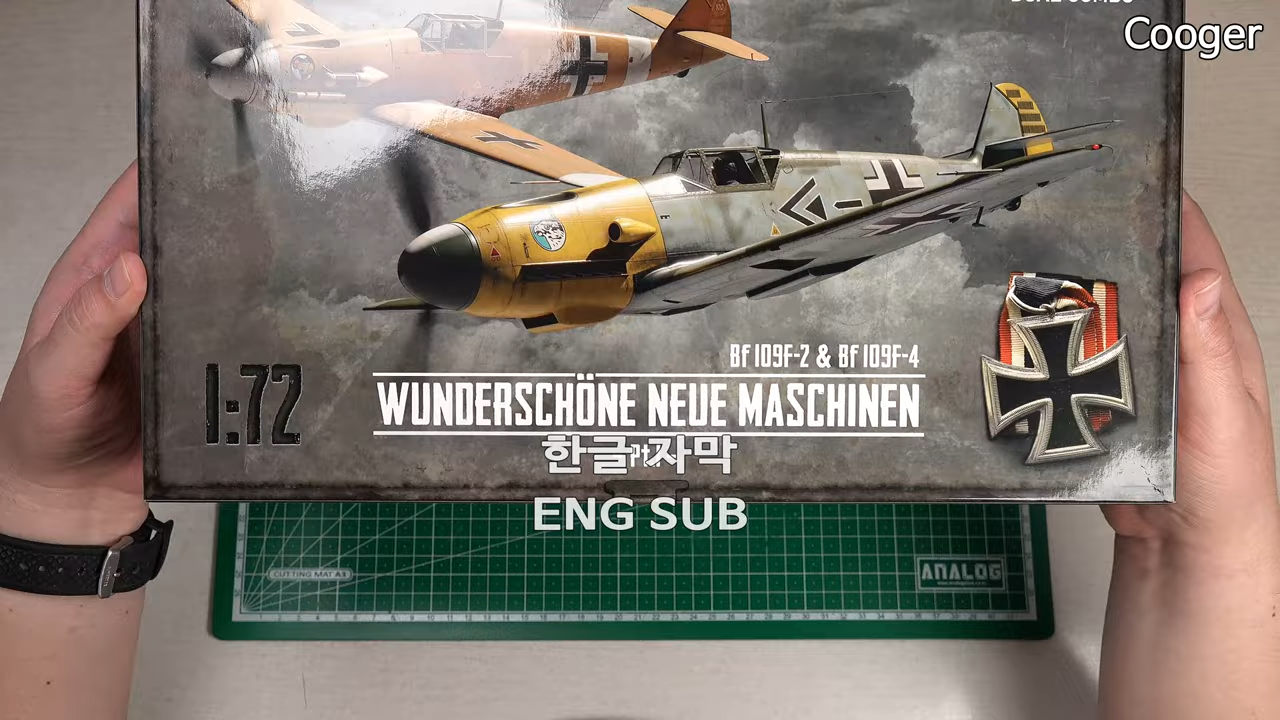 Cooger
Bf 109F-2 & Bf 109F-4
1:72
WUNDERSCHÖNE NEUE MASCHINEN
한글 자막
ENG SUB
CUTTING MAT A3
ANALOG